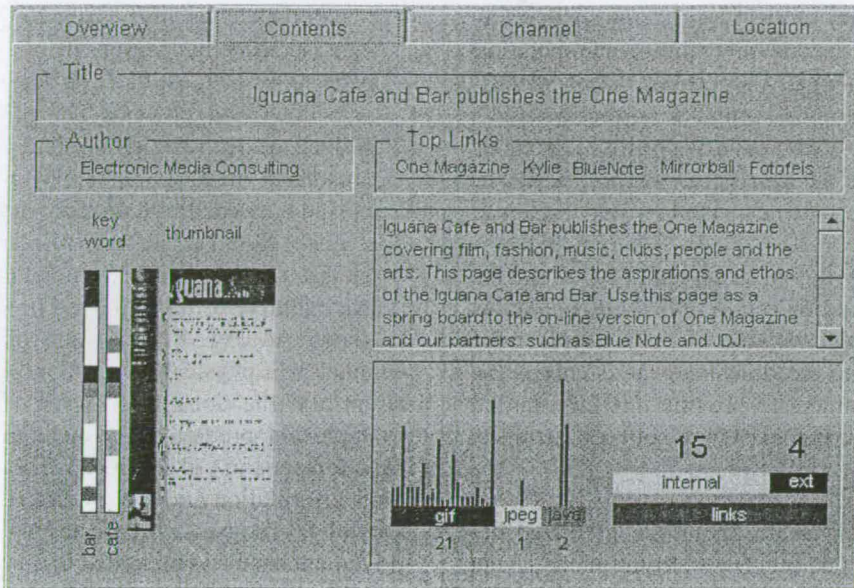 Overview Contents Channel Location
Title
Iguana Cafe and Bar publishes the One Magazine
Author
Electronic Media Consulting
Top Links
One Magazine Kylie BlueNote Mirrorball Fotofeis
key
word
thumbnail
Iguana Cafe and Bar publishes the One Magazine
covering film, fashion, music, clubs, people and the
arts. This page describes the aspirations and ethos
of the Iguana Cafe and Bar. Use this page as a
spring board to the on-line version of One Magazine
and our partners, such as Blue Note and JDJ.
iguana
bar
cafe
15 4
internal ext
links
gif jpeg java
21 1 2